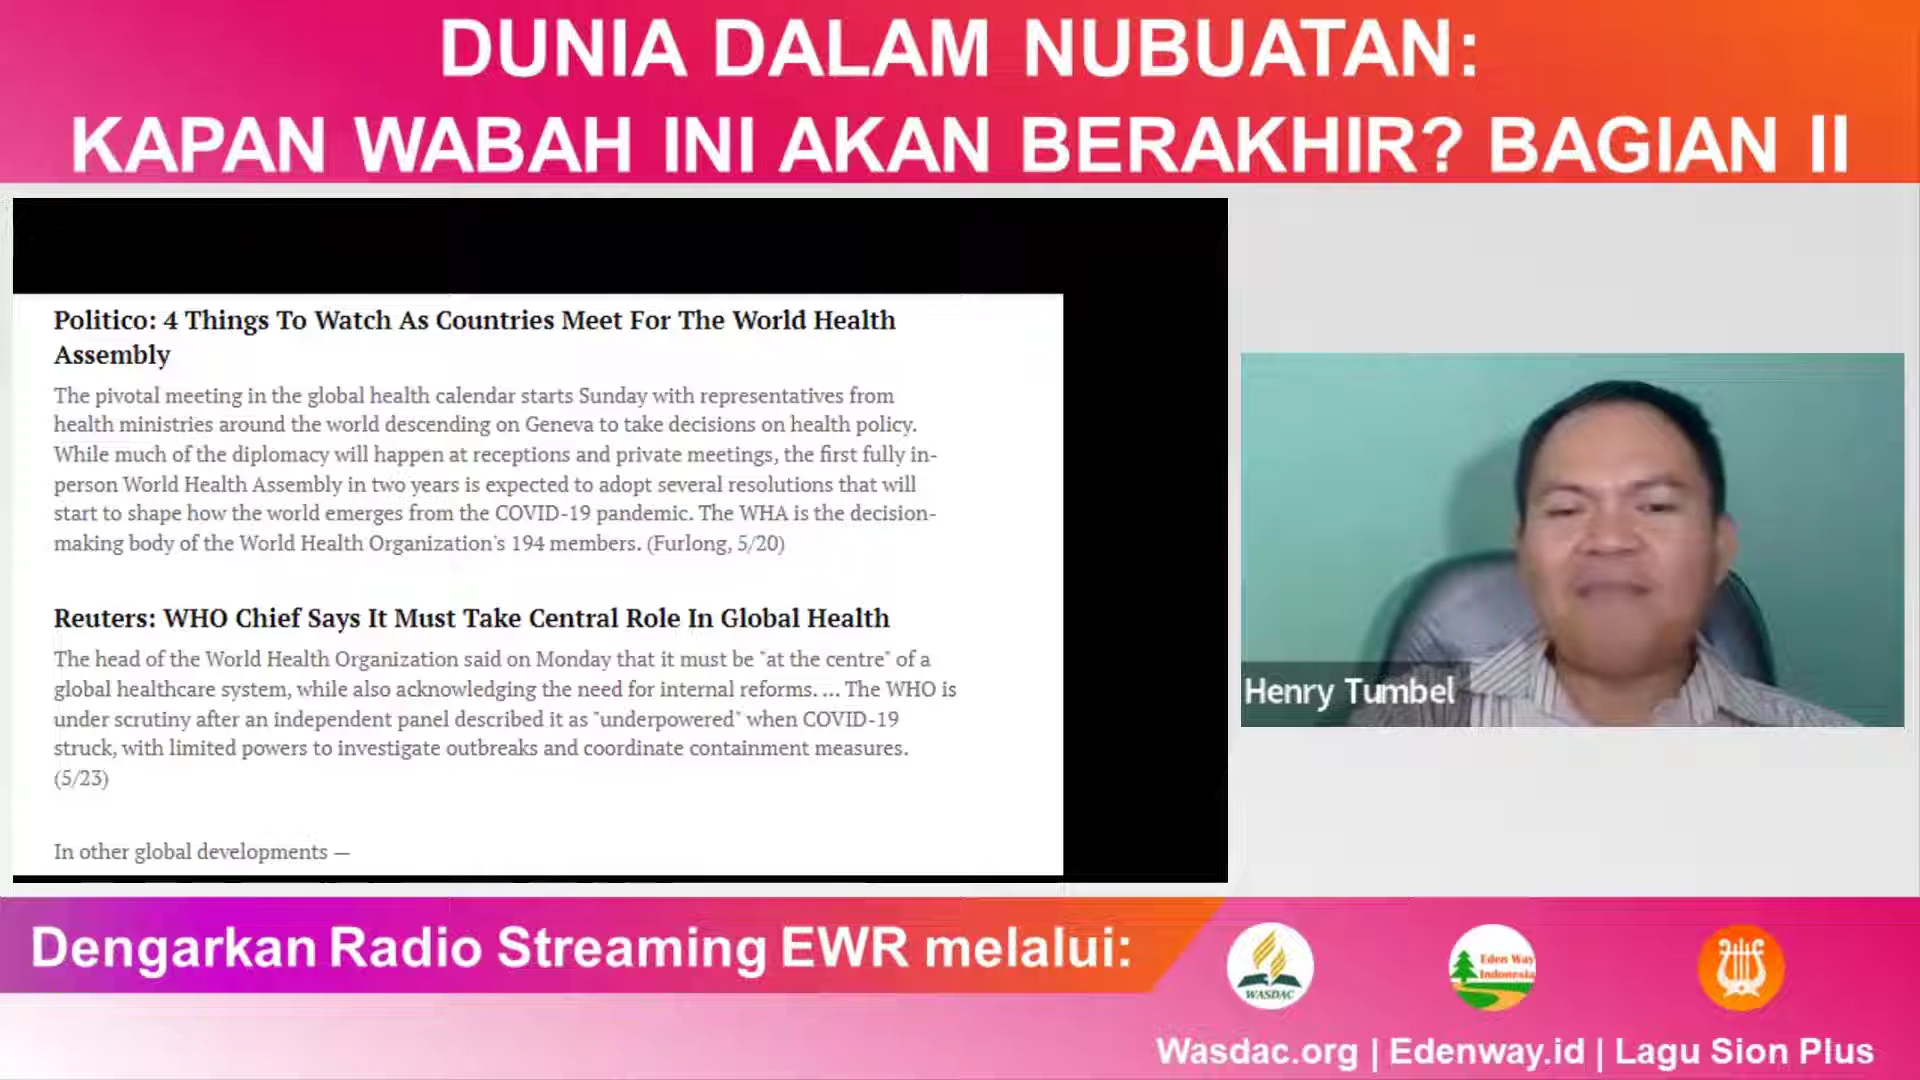 DUNIA DALAM NUBUATAN:
KAPAN WABAH INI AKAN BERAKHIR? BAGIAN II
Politico: 4 Things To Watch As Countries Meet For The World Health
Assembly
The pivotal meeting in the global health calendar starts Sunday with representatives from
health ministries around the world descending on Geneva to take decisions on health policy.
While much of the diplomacy will happen at receptions and private meetings, the first fully in-
person World Health Assembly in two years is expected to adopt several resolutions that will
start to shape how the world emerges from the COVID-19 pandemic. The WHA is the decision-
making body of the World Health Organization's 194 members. (Furlong, 5/20)
Reuters: WHO Chief Says It Must Take Central Role In Global Health
The head of the World Health Organization said on Monday that it must be "at the centre" of a
global healthcare system, while also acknowledging the need for internal reforms. ... The WHO is
under scrutiny after an independent panel described it as "underpowered" when COVID-19
struck, with limited powers to investigate outbreaks and coordinate containment measures.
(5/23)
In other global developments —
Henry Tumbel
Dengarkan Radio Streaming EWR melalui:
WASDAC
Eden Way
Indonesia
Wasdac.org | Edenway.id | Lagu Sion Plus